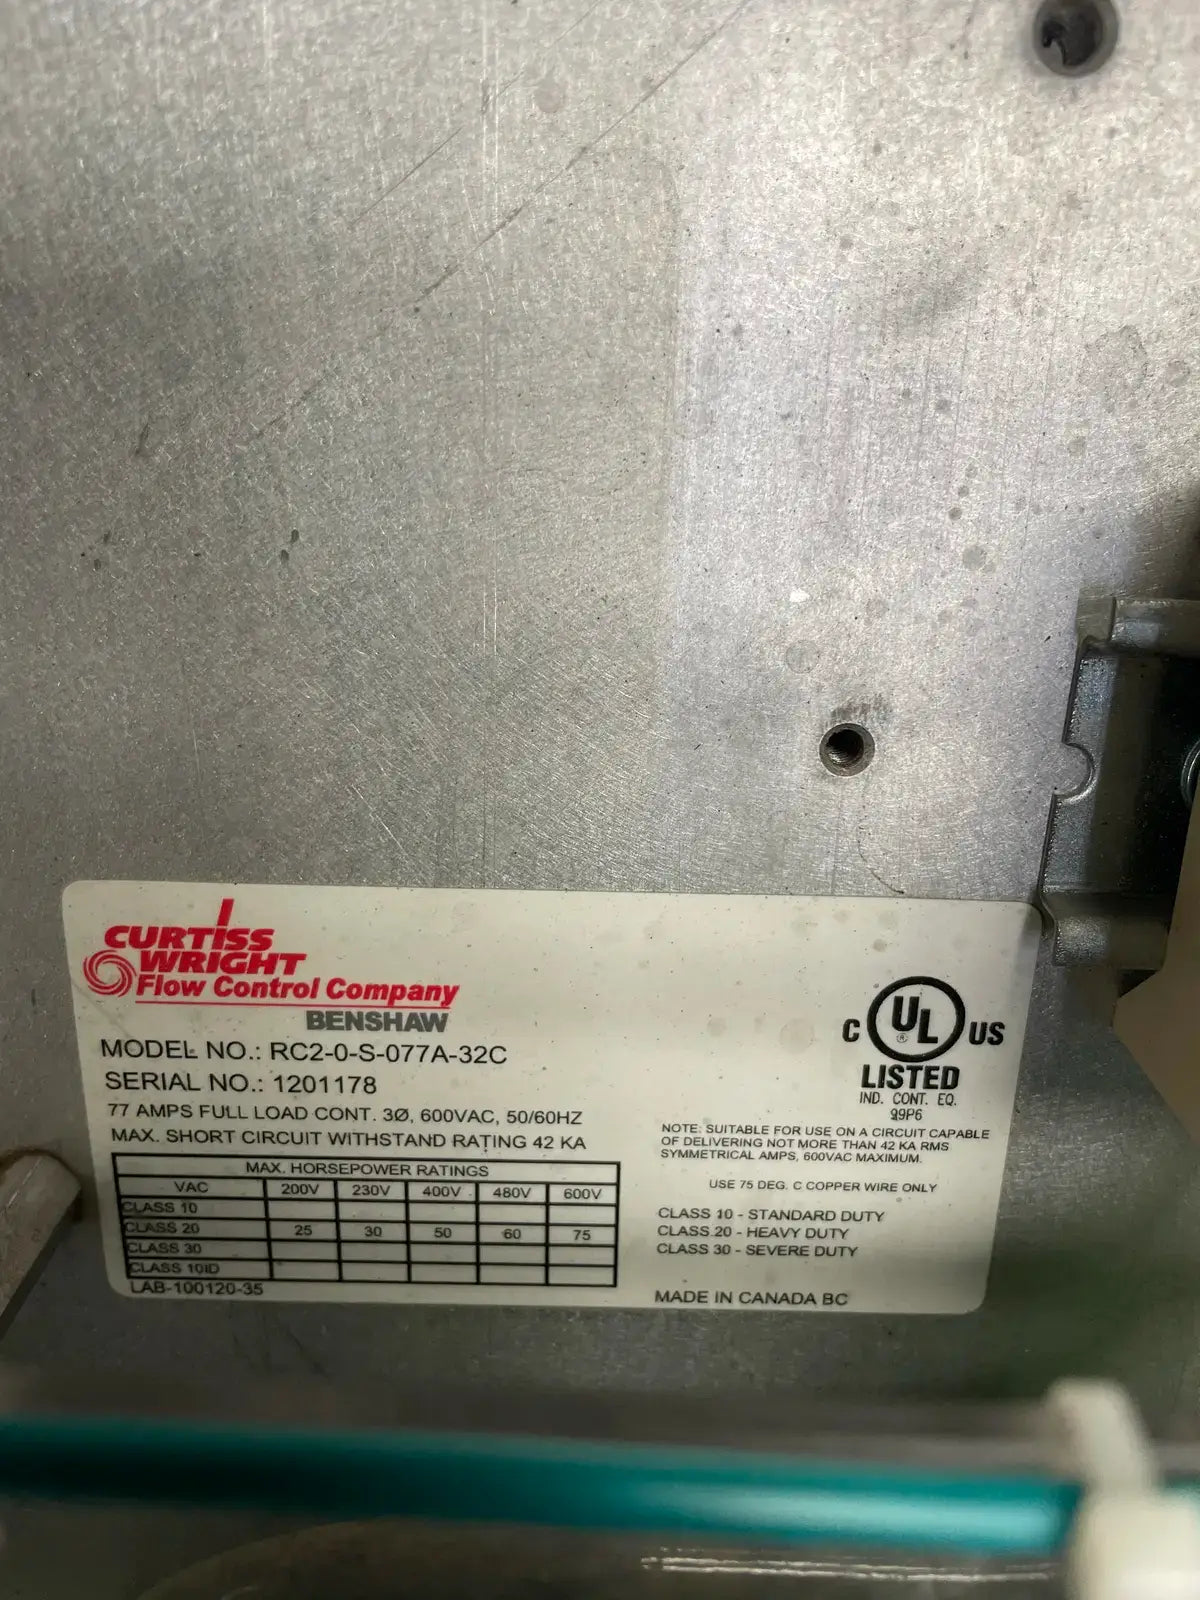 CURTISS
WRIGHT
Flow Control Company
BENSHAW
MODEL NO.: RC2-0-S-077A-32C
SERIAL NO.: 1201178
77 AMPS FULL LOAD CONT. 3Ø, 600VAC, 50/60HZ
MAX. SHORT CIRCUIT WITHSTAND RATING 42 KA
MAX. HORSEPOWER RATINGS
VAC 200V 230V 400V 480V 600V
CLASS 10
CLASS 20 25 30 50 60 75
CLASS 30
CLASS 10ID
LAB-100120-35
C UL ® US
LISTED
IND. CONT. EQ.
99P6
NOTE: SUITABLE FOR USE ON A CIRCUIT CAPABLE
OF DELIVERING NOT MORE THAN 42 KA RMS
SYMMETRICAL AMPS, 600VAC MAXIMUM.
USE 75 DEG. C COPPER WIRE ONLY
CLASS 10 - STANDARD DUTY
CLASS 20 - HEAVY DUTY
CLASS 30 - SEVERE DUTY
MADE IN CANADA BC